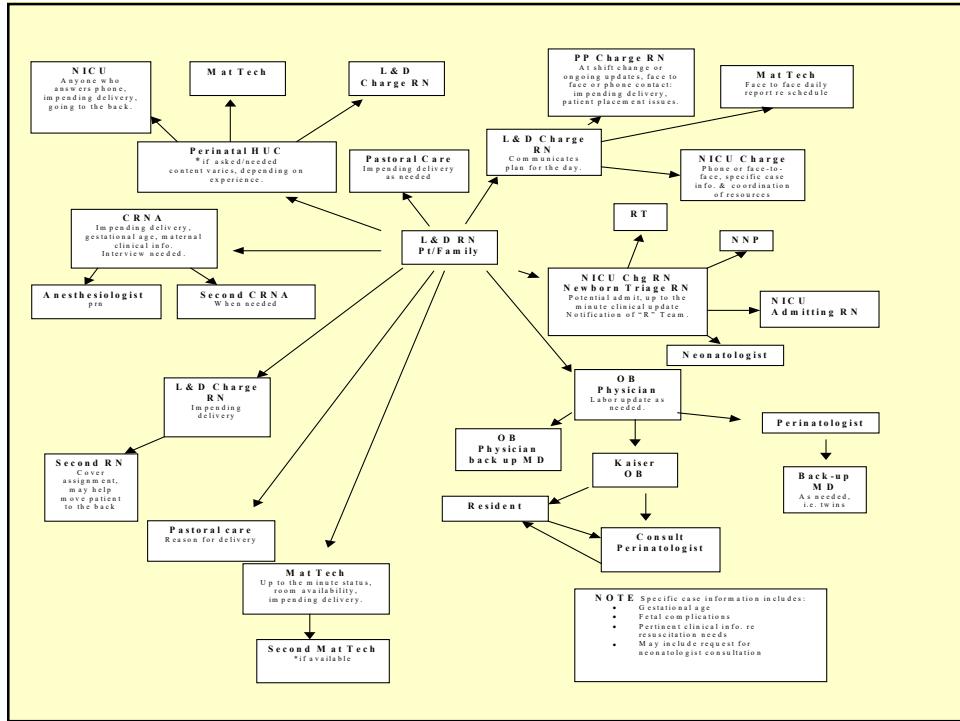 NICU
Anyone who
answers phone,
impending delivery,
going to the back.
Mat Tech
L&D
Charge RN
PP Charge RN
At shift change or
ongoing updates, face to
face or phone contact:
impending delivery,
patient placement issues.
Mat Tech
Face to face daily
report re schedule
Perinatal HUC
*if asked/needed
content varies, depending on
experience.
Pastoral Care
Impending delivery
as needed
L&D Charge
RN
Communicates
plan for the day.
NICU Charge
Phone or face-to-
face, specific case
info. & coordination
of resources
CRNA
Impending delivery,
gestational age, maternal
clinical info.
Interview needed.
L&D RN
Pt/Family
RT
NNP
Anesthesiologist
prn
Second CRNA
When needed
NICU Chg RN
Newborn Triage RN
Potential admit, up to the
minute clinical update
Notification of "R" Team.
NICU
Admitting RN
Neonatologist
L&D Charge
RN
Impending
delivery
OB
Physician
Labor update as
needed.
Second RN
Cover
assignment,
may help
move patient
to the back
OB
Physician
back up MD
Kaiser
OB
Perinatologist
Back-up
MD
As needed,
i.e. twins
Resident
Consult
Perinatologist
Pastoral care
Reason for delivery
Mat Tech
Up to the minute status,
room availability,
impending delivery.
Second Mat Tech
*if available
NOTE Specific case information includes:
• Gestational age
• Fetal complications
• Pertinent clinical info. re
resuscitation needs
• May include request for
neonatologist consultation